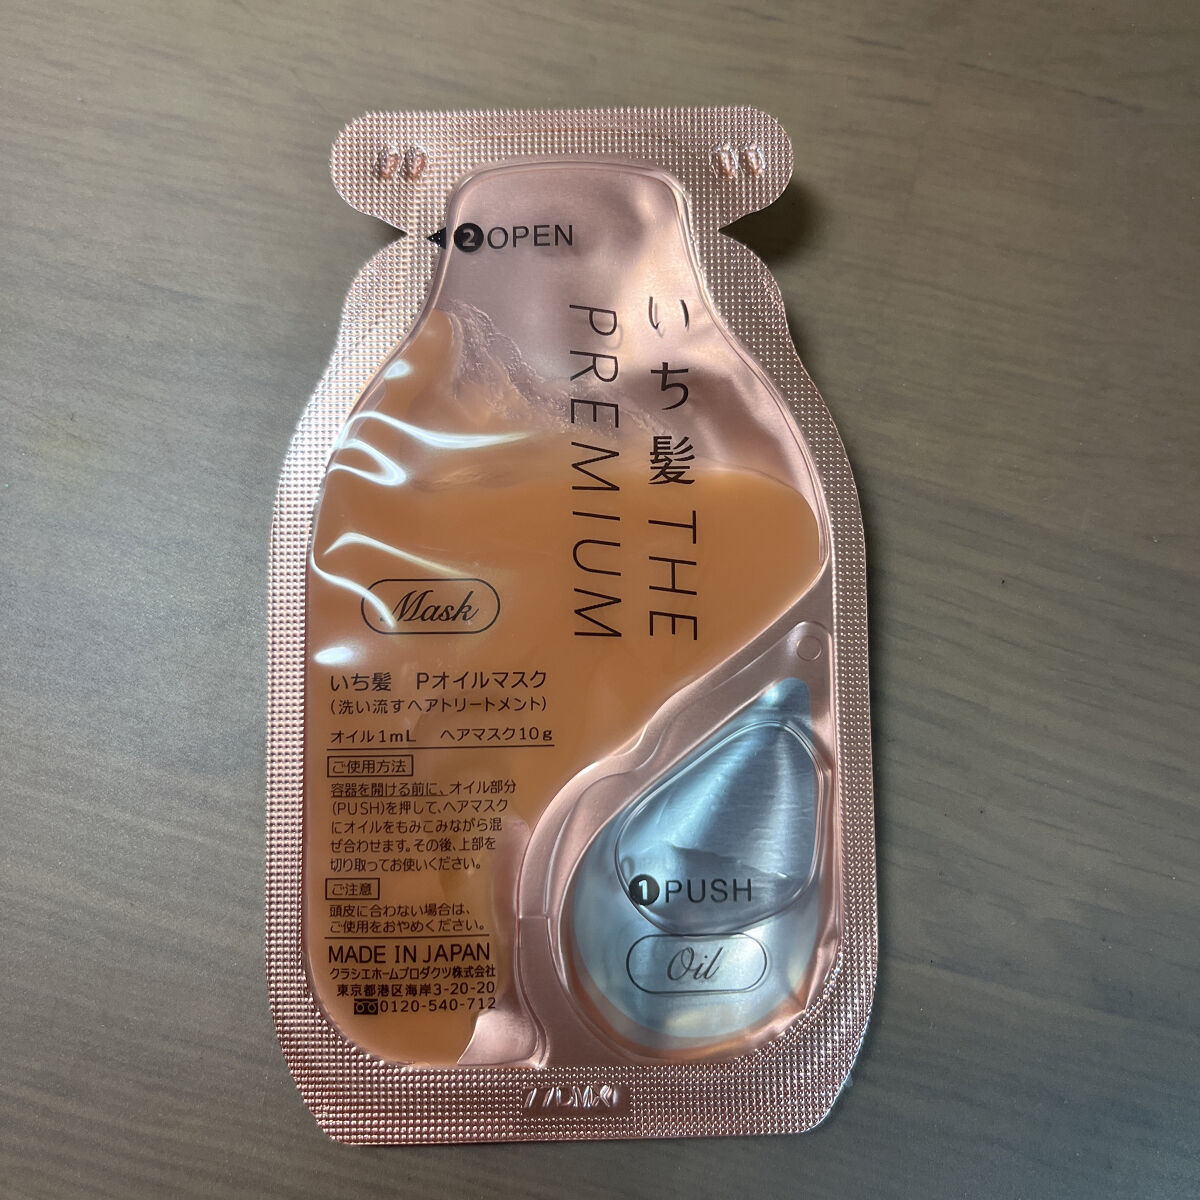 2OPEN
いち髪 THE
PREMIUM
Mask
いち髪 Pオイルマスク
(洗い流すヘアトリートメント)
オイル1mL ヘアマスク10g
ご使用方法
容器を開ける前に、オイル部分
(PUSH)を押して、ヘアマスク
にオイルをもみこみながら混
ぜ合わせます。その後、上部を
切り取ってお使いください。
ご注意
頭皮に合わない場合は、
ご使用をおやめください。
MADE IN JAPAN
クラシエホームプロダクツ株式会社
東京都港区海岸3-20-20
0120-540-712
1PUSH
Oil